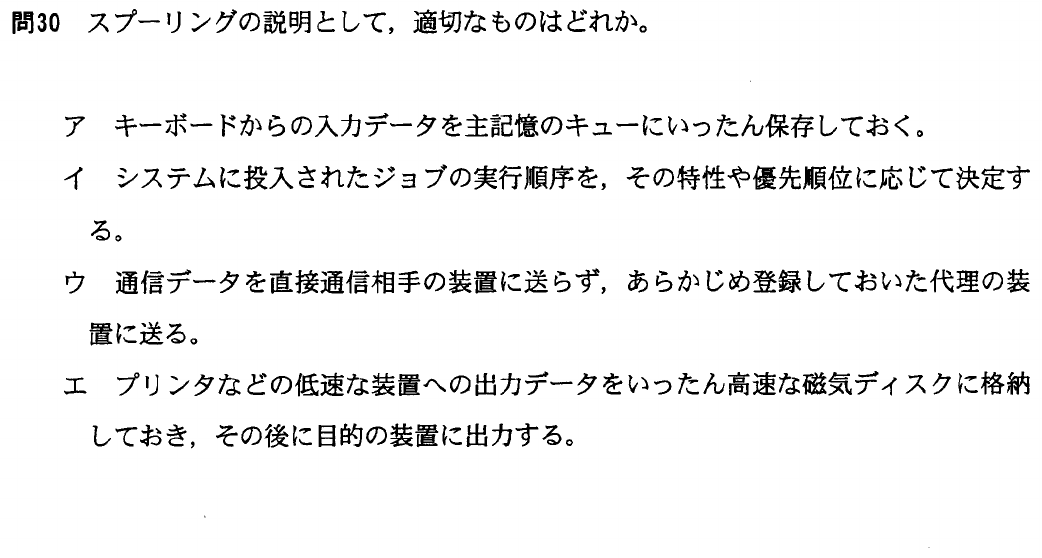 問30 スプーリングの説明として，適切なものはどれか。
ア キーボードからの入力データを主記憶のキューにいったん保存しておく。
イ システムに投入されたジョブの実行順序を，その特性や優先順位に応じて決定す
る。
ウ 通信データを直接通信相手の装置に送らず，あらかじめ登録しておいた代理の装
置に送る。
エ プリンタなどの低速な装置への出力データをいったん高速な磁気ディスクに格納
しておき，その後に目的の装置に出力する。